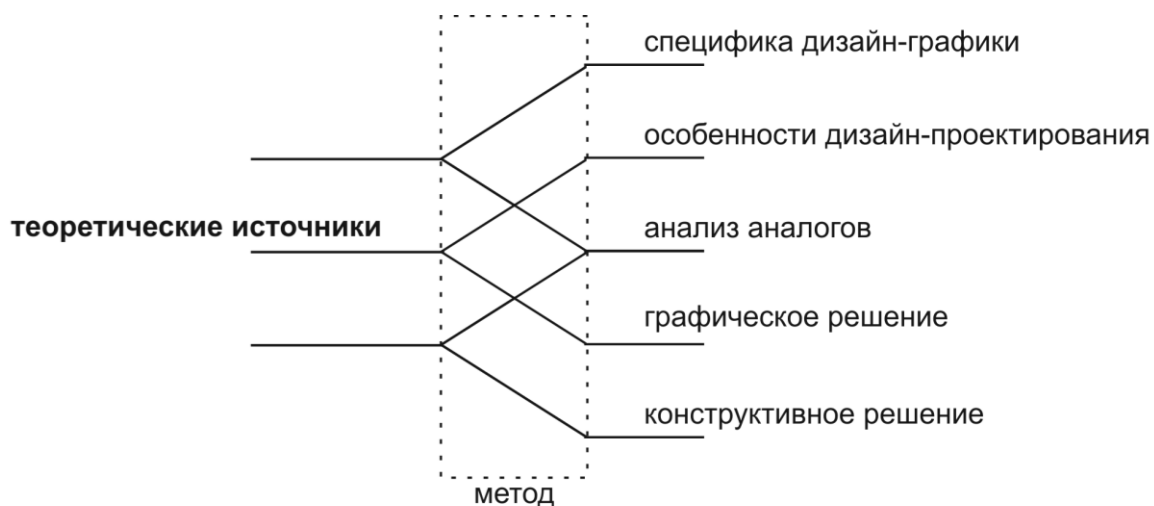 специфика дизайн-графики
особенности дизайн-проектирования
теоретические источники
анализ аналогов
графическое решение
конструктивное решение
метод